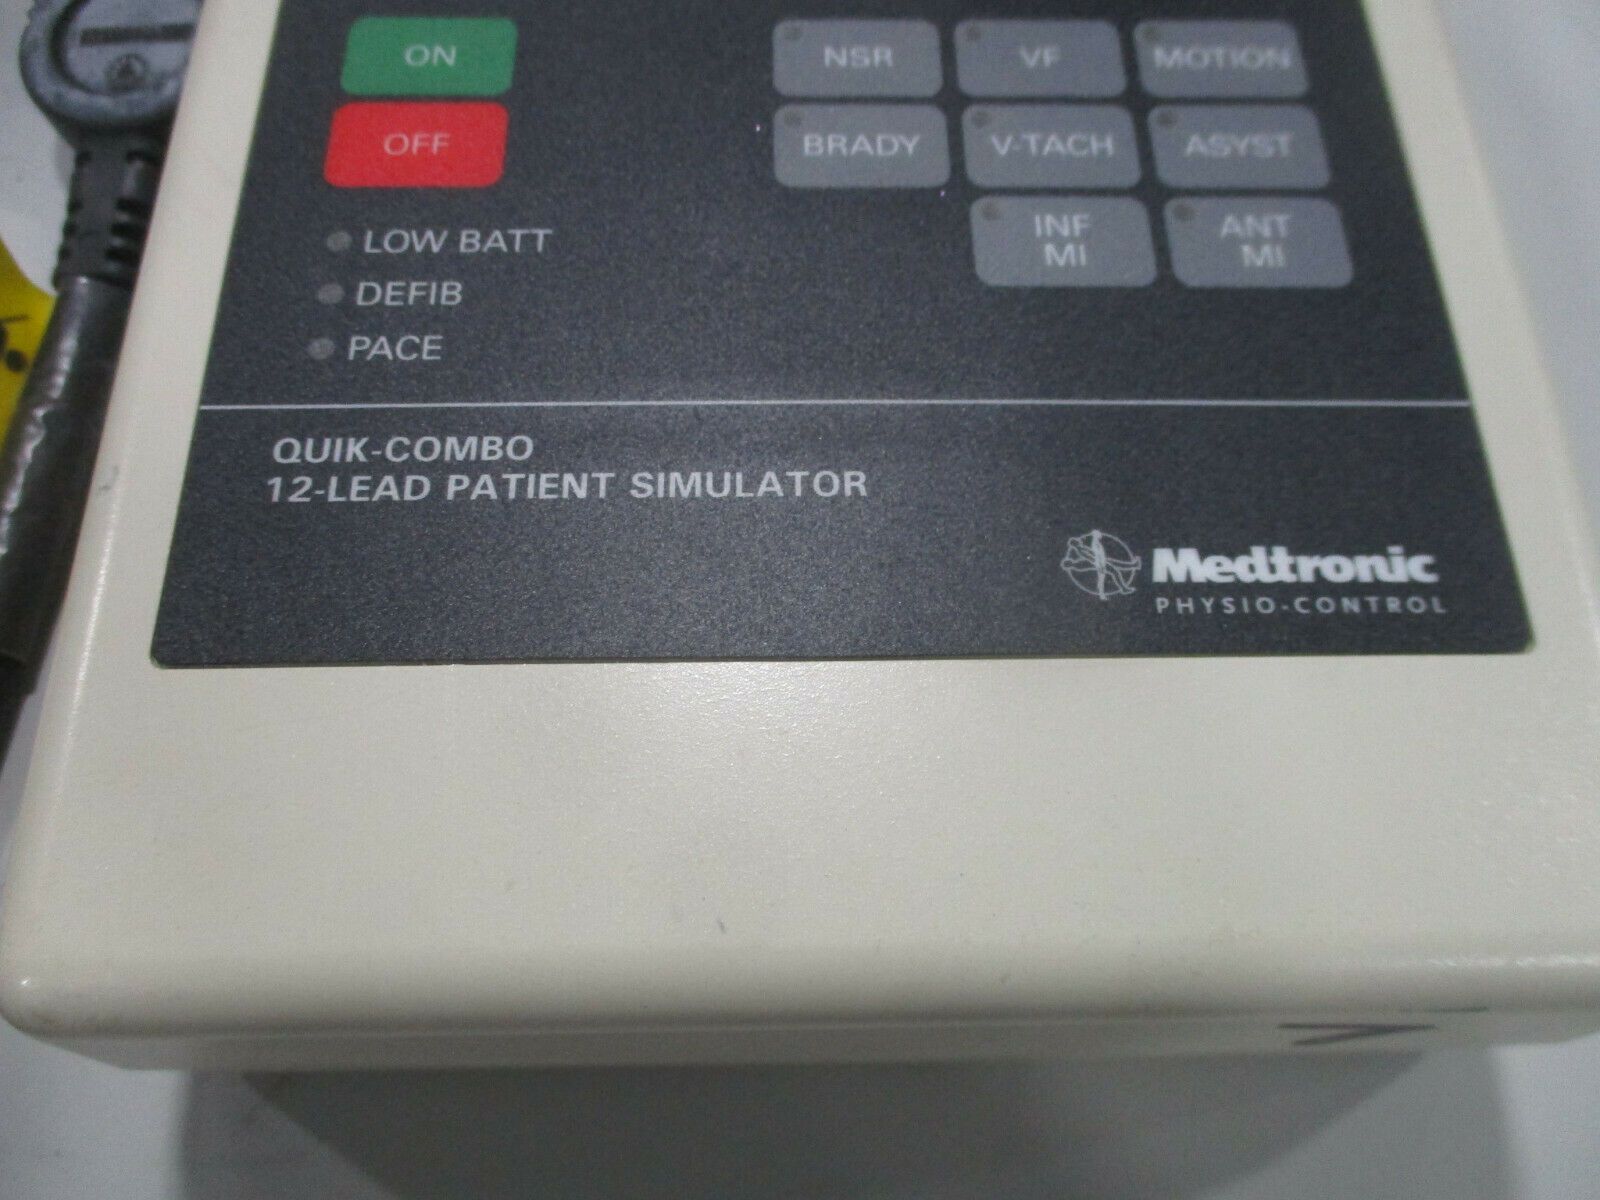 ON
OFF
NSR VF MOTION
BRADY V-TACH ASYST
INF ANT
MI MI
LOW BATT
DEFIB
PACE
QUIK-COMBO
12-LEAD PATIENT SIMULATOR
Medtronic
PHYSIO-CONTROL